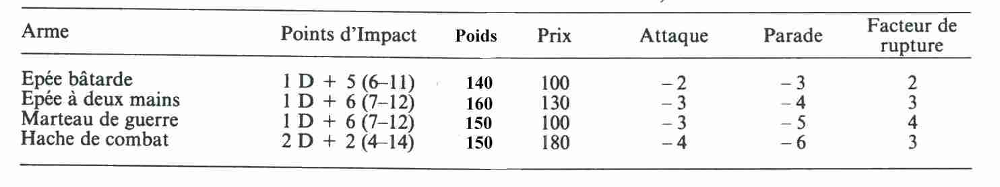 Arme Points d'Impact Poids Prix Attaque Parade Facteur de rupture
Epée bâtarde 1 D + 5 (6–11) 140 100 – 2 – 3 2
Epée à deux mains 1 D + 6 (7–12) 160 130 – 3 – 4 3
Marteau de guerre 1 D + 6 (7–12) 150 100 – 3 – 5 4
Hache de combat 2 D + 2 (4–14) 150 180 – 4 – 6 3